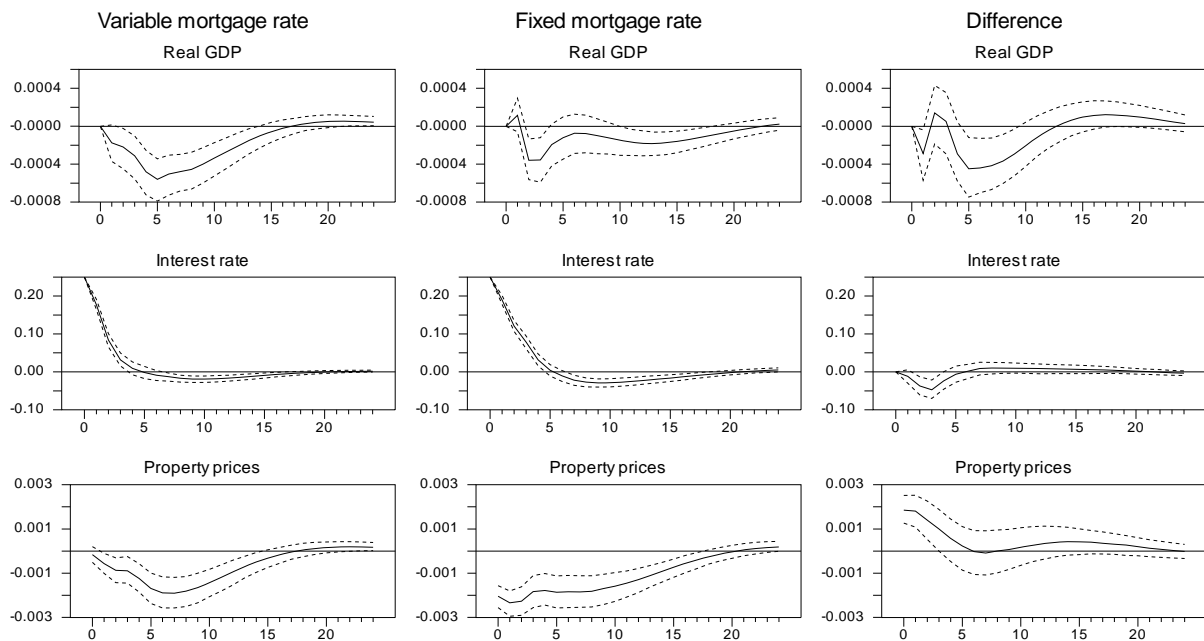 Variable mortgage rate Fixed mortgage rate Difference
Real GDP Real GDP Real GDP
0.0004 0.0004 0.0004
-0.0000 -0.0000 -0.0000
-0.0004 -0.0004 -0.0004
-0.0008 -0.0008 -0.0008
0 5 10 15 20 0 5 10 15 20 0 5 10 15 20
Interest rate Interest rate Interest rate
0.20 0.20 0.20
0.10 0.10 0.10
0.00 0.00 0.00
-0.10 -0.10 -0.10
0 5 10 15 20 0 5 10 15 20 0 5 10 15 20
Property prices Property prices Property prices
0.003 0.003 0.003
0.001 0.001 0.001
-0.001 -0.001 -0.001
-0.003 -0.003 -0.003
0 5 10 15 20 0 5 10 15 20 0 5 10 15 20